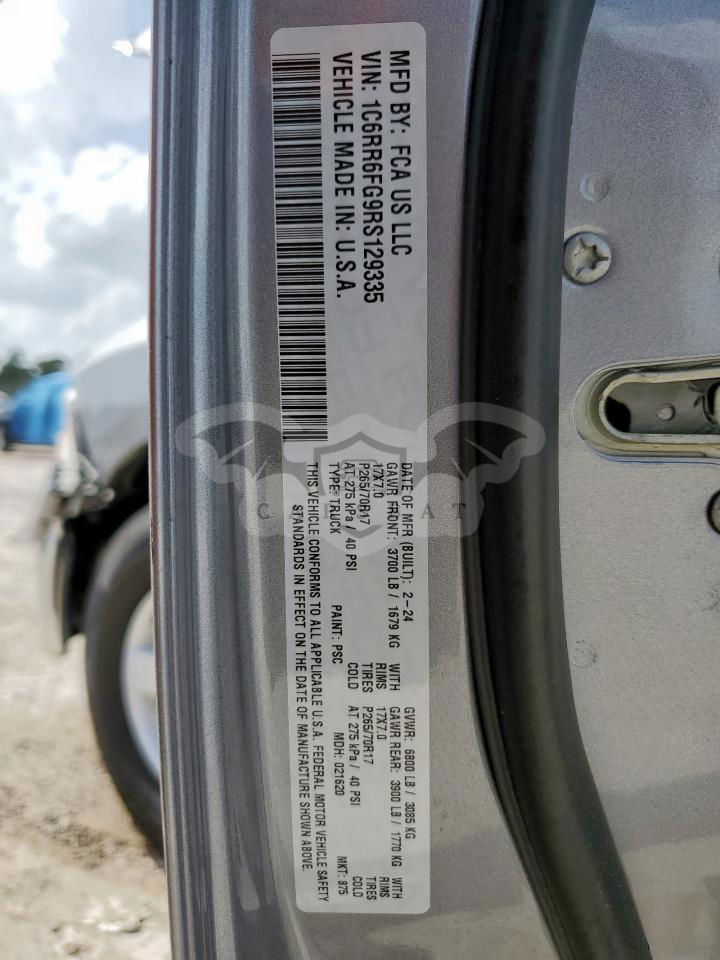 MFD BY: FCA US LLC
VIN: 1C6RR6FG9RS129335
VEHICLE MADE IN: U.S.A.
DATE OF MFR (BUILT): 2-24 GVWR: 6800 LB / 3085 KG
GAWR FRONT: 3700 LB / 1679 KG WITH GAWR REAR: 3900 LB / 1770 KG WITH
17X7.0 RIMS 17X7.0 RIMS
P265/70R17 TIRES P265/70R17 TIRES
AT 275 kPa / 40 PSI COLD AT 275 kPa / 40 PSI COLD
TYPE: TRUCK PAINT: PSC MDH: 021620 MKT: 875
THIS VEHICLE CONFORMS TO ALL APPLICABLE U.S.A. FEDERAL MOTOR VEHICLE SAFETY
STANDARDS IN EFFECT ON THE DATE OF MANUFACTURE SHOWN ABOVE.